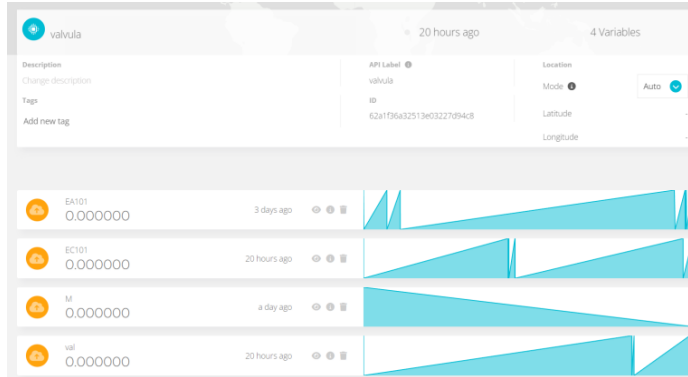 valvula
20 hours ago
4 Variables
Description
Change description
Tags
Add new tag
API Label
valvula
ID
62a1f36a32513e03227d94c8
Location
Mode
Auto
Latitude
-
Longitude
-
EA101
0.000000
3 days ago
EC101
0.000000
20 hours ago
M
0.000000
a day ago
val
0.000000
20 hours ago